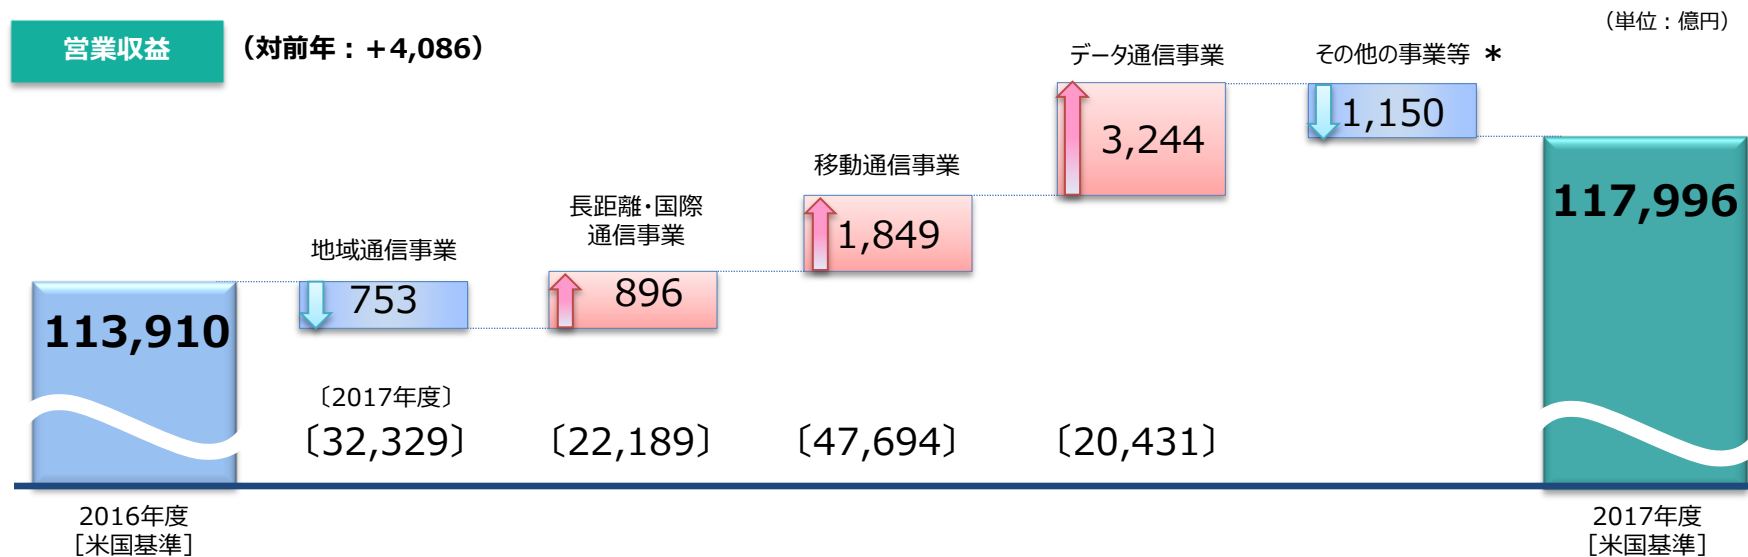 営業収益
（対前年：＋4,086）
（単位：億円）
データ通信事業
その他の事業等 ＊
3,244
1,150
移動通信事業
1,849
長距離・国際
通信事業
896
地域通信事業
753
113,910
117,996
〔2017年度〕
〔32,329〕
〔22,189〕
〔47,694〕
〔20,431〕
2016年度
［米国基準］
2017年度
［米国基準］